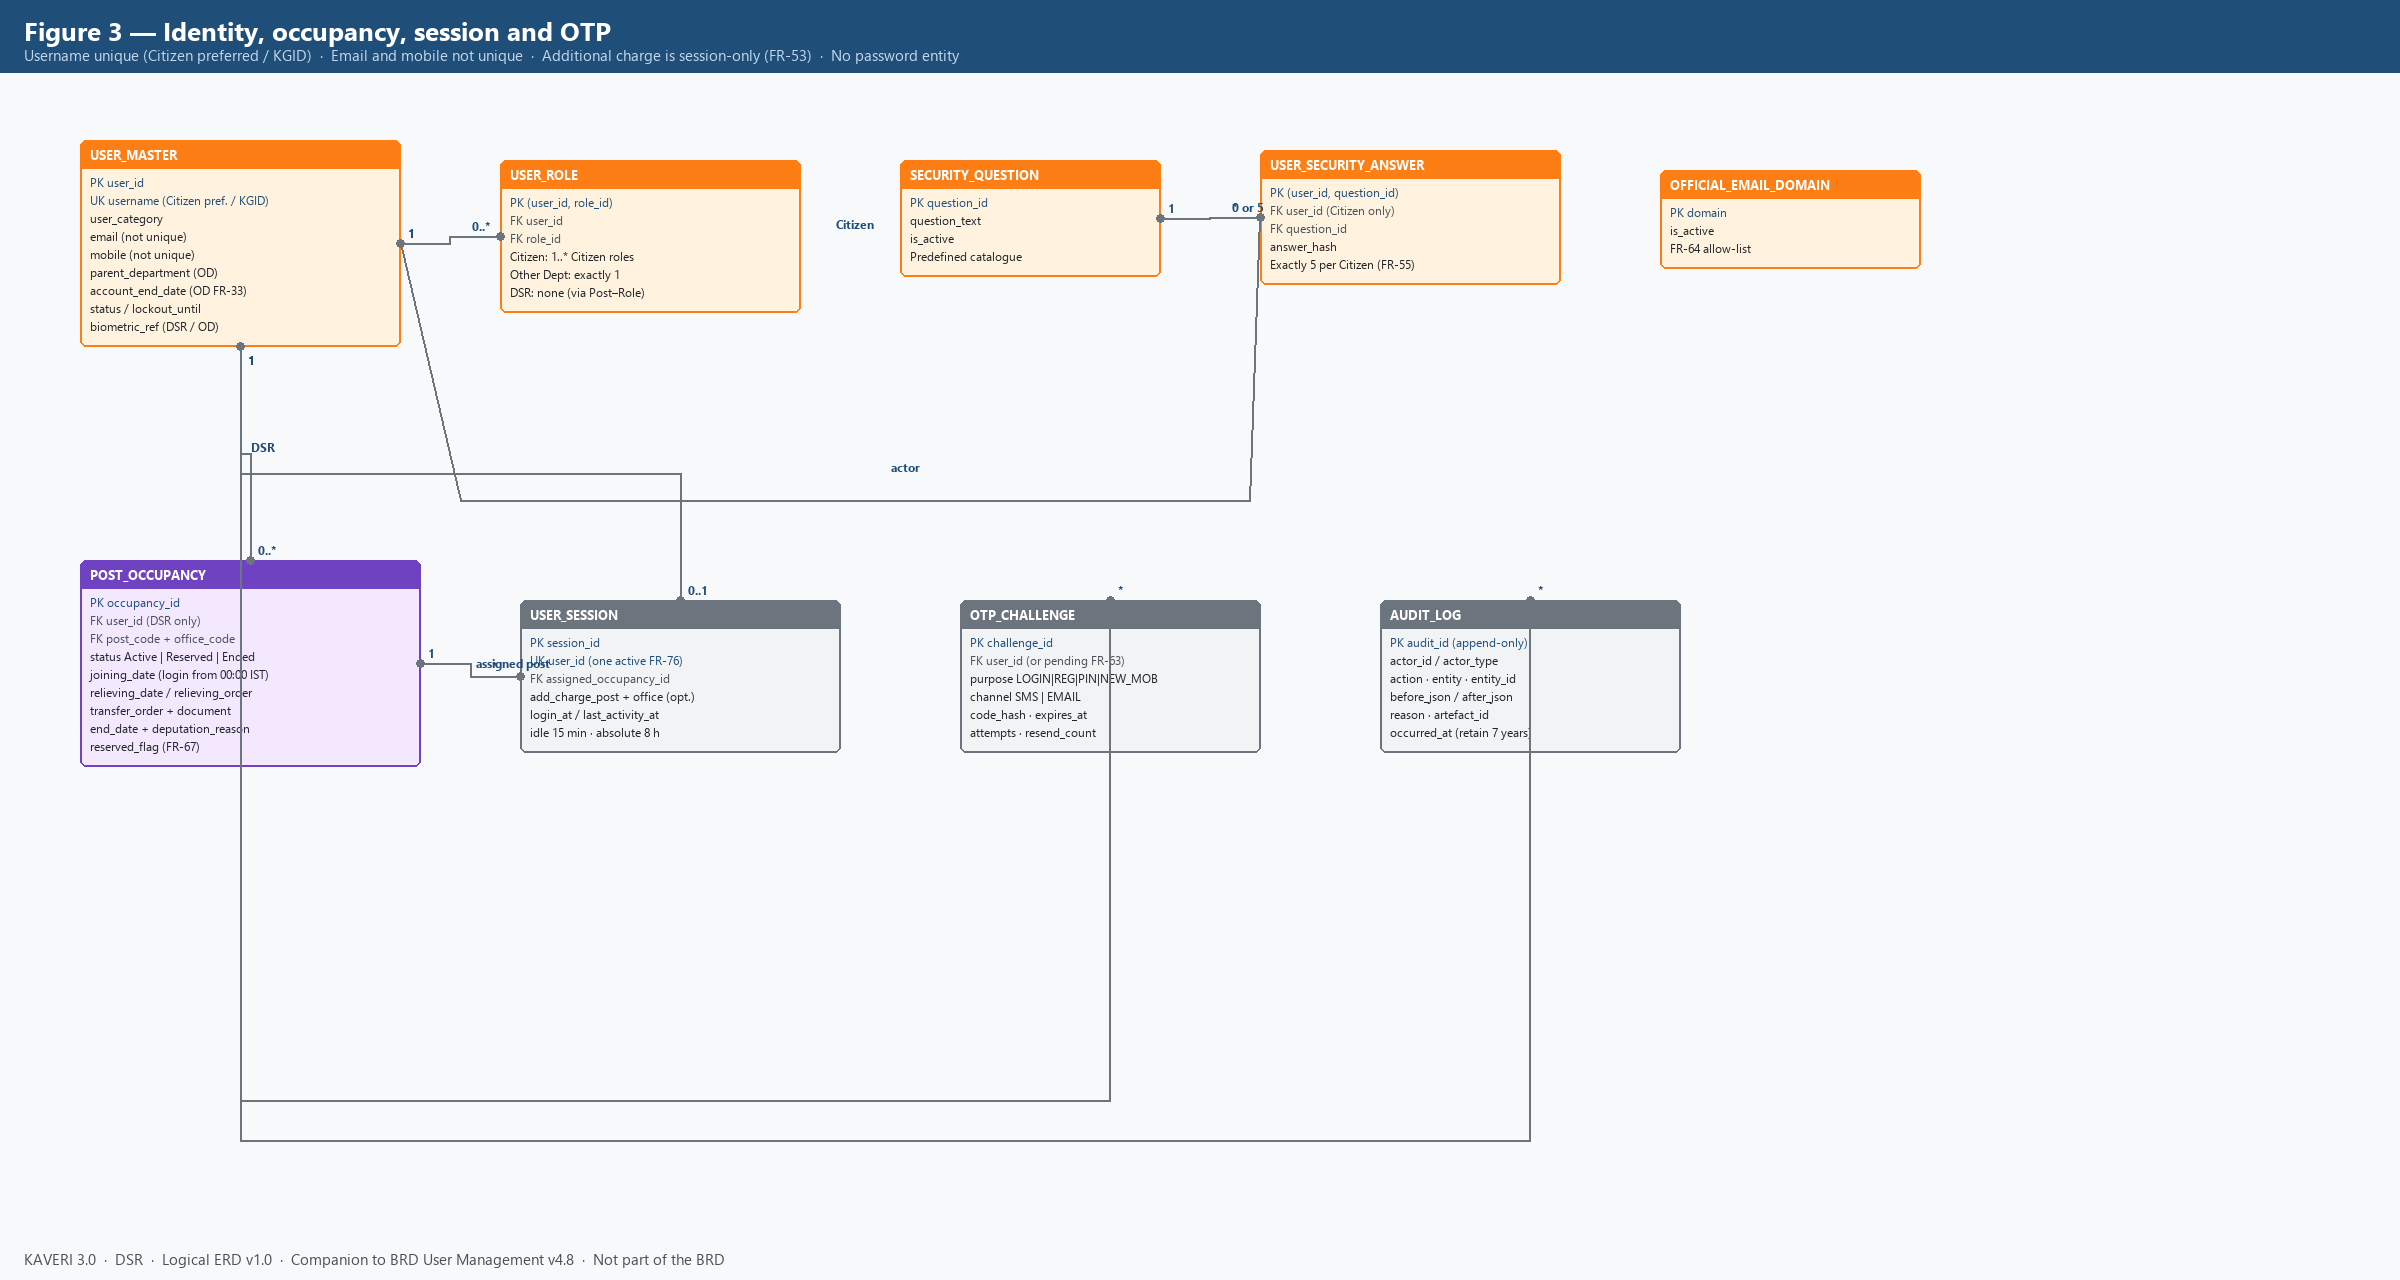 Figure 3 — Identity, occupancy, session and OTP
Username unique (Citizen preferred / KGID) · Email and mobile not unique · Additional charge is session-only (FR-53) · No password entity
USER_MASTER
PK user_id
UK username (Citizen pref. / KGID)
user_category
email (not unique)
mobile (not unique)
parent_department (OD)
account_end_date (OD FR-33)
status / lockout_until
biometric_ref (DSR / OD)
1
0..*
USER_ROLE
PK (user_id, role_id)
FK user_id
FK role_id
Citizen: 1..* Citizen roles
Other Dept: exactly 1
DSR: none (via Post–Role)
Citizen
SECURITY_QUESTION
PK question_id
question_text
is_active
Predefined catalogue
1
0 or 5
USER_SECURITY_ANSWER
PK (user_id, question_id)
FK user_id (Citizen only)
FK question_id
answer_hash
Exactly 5 per Citizen (FR-55)
OFFICIAL_EMAIL_DOMAIN
PK domain
is_active
FR-64 allow-list
1
DSR
actor
0..*
POST_OCCUPANCY
PK occupancy_id
FK user_id (DSR only)
FK post_code + office_code
status Active | Reserved | Ended
joining_date (login from 00:00 IST)
relieving_date / relieving_order
transfer_order + document
end_date + deputation_reason
reserved_flag (FR-67)
1
assigned post
0..1
USER_SESSION
PK session_id
UK user_id (one active FR-76)
FK assigned_occupancy_id
add_charge_post + office (opt.)
login_at / last_activity_at
idle 15 min · absolute 8 h
*
OTP_CHALLENGE
PK challenge_id
FK user_id (or pending FR-63)
purpose LOGIN|REG|PIN|NEW_MOB
channel SMS | EMAIL
code_hash · expires_at
attempts · resend_count
*
AUDIT_LOG
PK audit_id (append-only)
actor_id / actor_type
action · entity · entity_id
before_json / after_json
reason · artefact_id
occurred_at (retain 7 years)
KAVERI 3.0 · DSR · Logical ERD v1.0 · Companion to BRD User Management v4.8 · Not part of the BRD